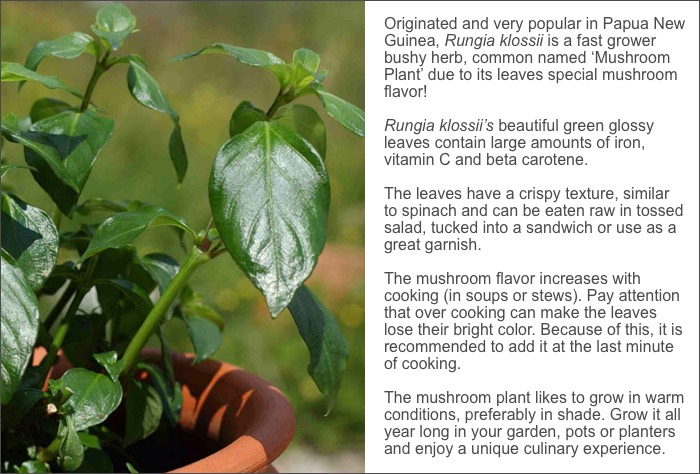 Originated and very popular in Papua New
Guinea, Rungia klossii is a fast grower
bushy herb, common named ‘Mushroom
Plant’ due to its leaves special mushroom
flavor!
Rungia klossii’s beautiful green glossy
leaves contain large amounts of iron,
vitamin C and beta carotene.
The leaves have a crispy texture, similar
to spinach and can be eaten raw in tossed
salad, tucked into a sandwich or use as a
great garnish.
The mushroom flavor increases with
cooking (in soups or stews). Pay attention
that over cooking can make the leaves
lose their bright color. Because of this, it is
recommended to add it at the last minute
of cooking.
The mushroom plant likes to grow in warm
conditions, preferably in shade. Grow it all
year long in your garden, pots or planters
and enjoy a unique culinary experience.